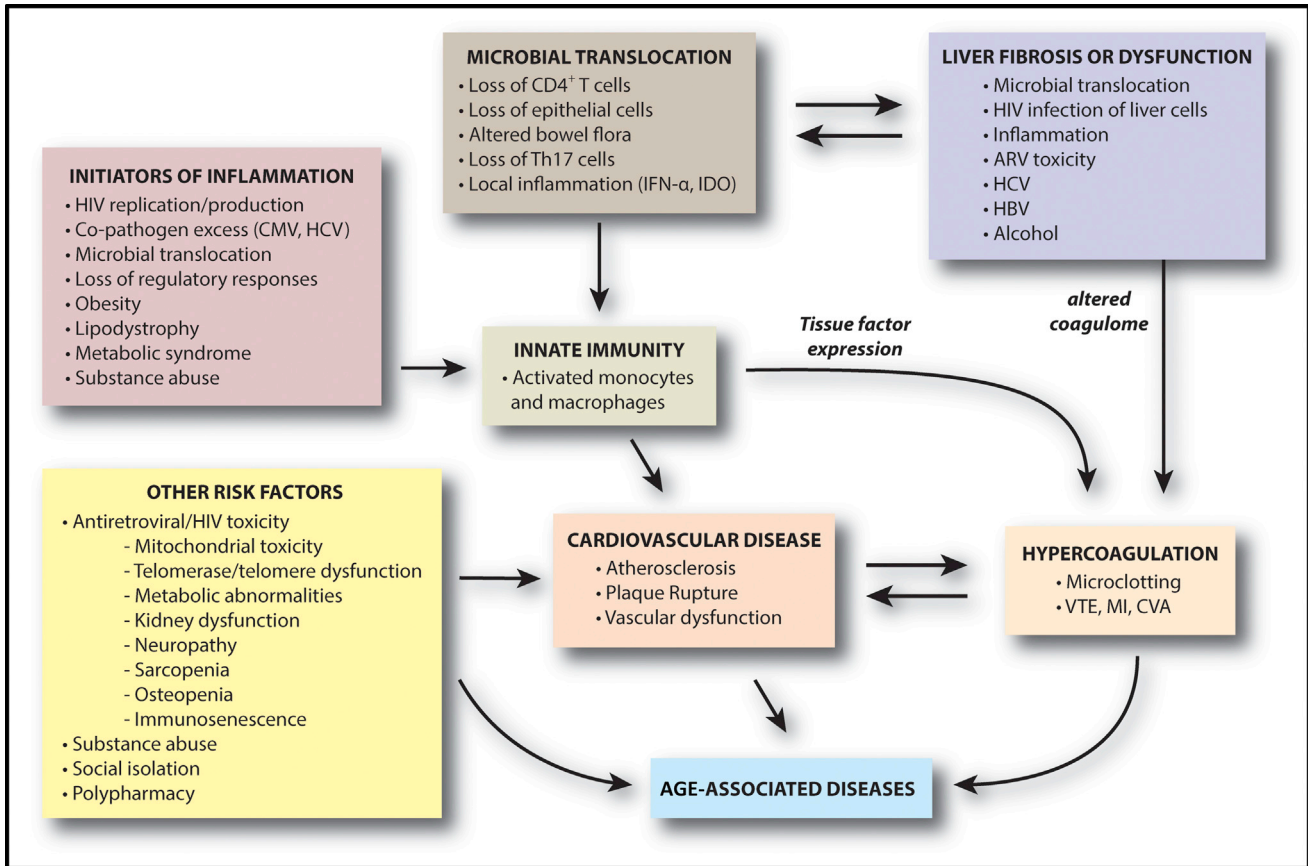 MICROBIAL TRANSLOCATION
• Loss of CD4⁺ T cells
• Loss of epithelial cells
• Altered bowel flora
• Loss of Th17 cells
• Local inflammation (IFN-α, IDO)
LIVER FIBROSIS OR DYSFUNCTION
• Microbial translocation
• HIV infection of liver cells
• Inflammation
• ARV toxicity
• HCV
• HBV
• Alcohol
INITIATORS OF INFLAMMATION
• HIV replication/production
• Co-pathogen excess (CMV, HCV)
• Microbial translocation
• Loss of regulatory responses
• Obesity
• Lipodystrophy
• Metabolic syndrome
• Substance abuse
INNATE IMMUNITY
• Activated monocytes
and macrophages
Tissue factor
expression
altered
coagulome
OTHER RISK FACTORS
• Antiretroviral/HIV toxicity
- Mitochondrial toxicity
- Telomerase/telomere dysfunction
- Metabolic abnormalities
- Kidney dysfunction
- Neuropathy
- Sarcopenia
- Osteopenia
- Immunosenescence
• Substance abuse
• Social isolation
• Polypharmacy
CARDIOVASCULAR DISEASE
• Atherosclerosis
• Plaque Rupture
• Vascular dysfunction
HYPERCOAGULATION
• Microclotting
• VTE, MI, CVA
AGE-ASSOCIATED DISEASES